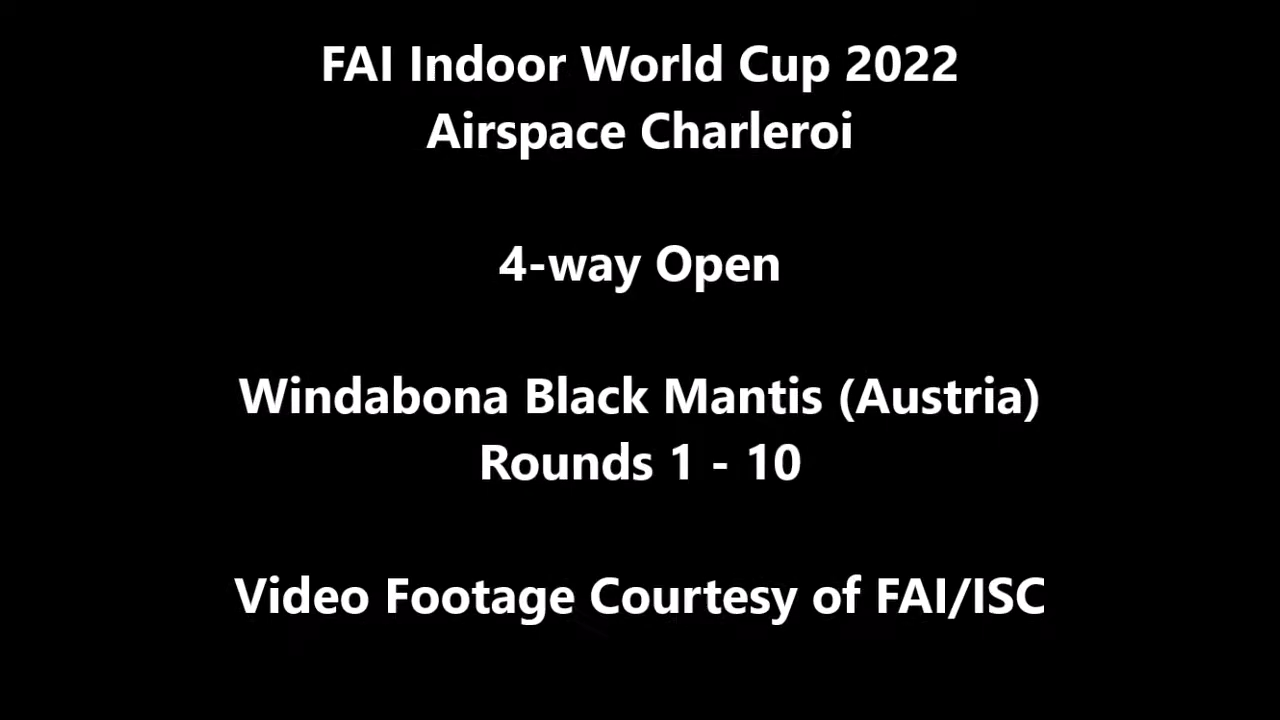 FAI Indoor World Cup 2022
Airspace Charleroi
4-way Open
Windabona Black Mantis (Austria)
Rounds 1 - 10
Video Footage Courtesy of FAI/ISC